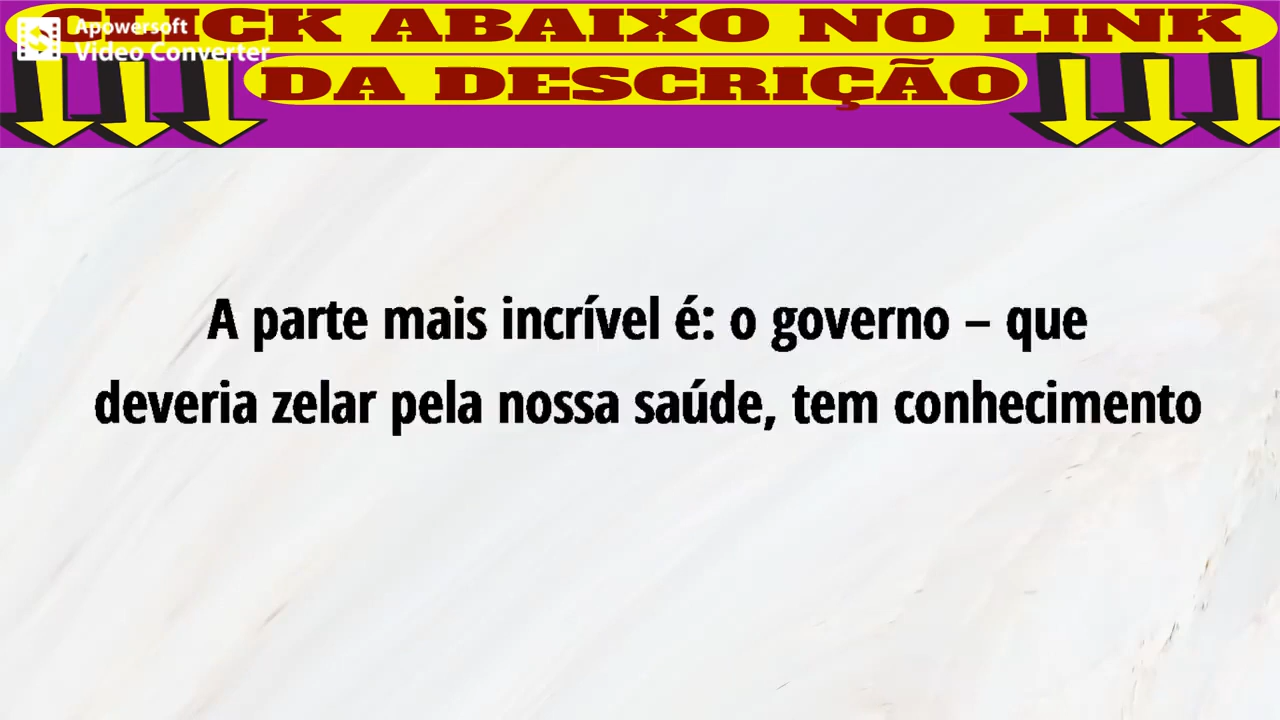 CLICK ABAIXO NO LINK
DA DESCRIÇÃO
Apowersoft
Video Converter
A parte mais incrível é: o governo – que
deveria zelar pela nossa saúde, tem conhecimento